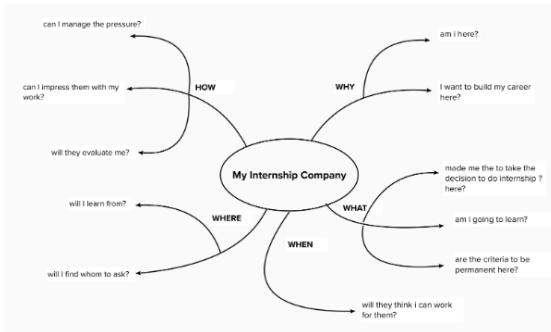 can I manage the pressure?
am i here?
HOW
WHY
can I impress them with my
work?
I want to build my career
here?
will they evaluate me?
My Internship Company
made me the to take the
decision to do internship ?
here?
will I learn from?
WHERE
WHAT
am i going to learn?
WHEN
will I find whom to ask?
are the criteria to be
permanent here?
will they think i can work
for them?